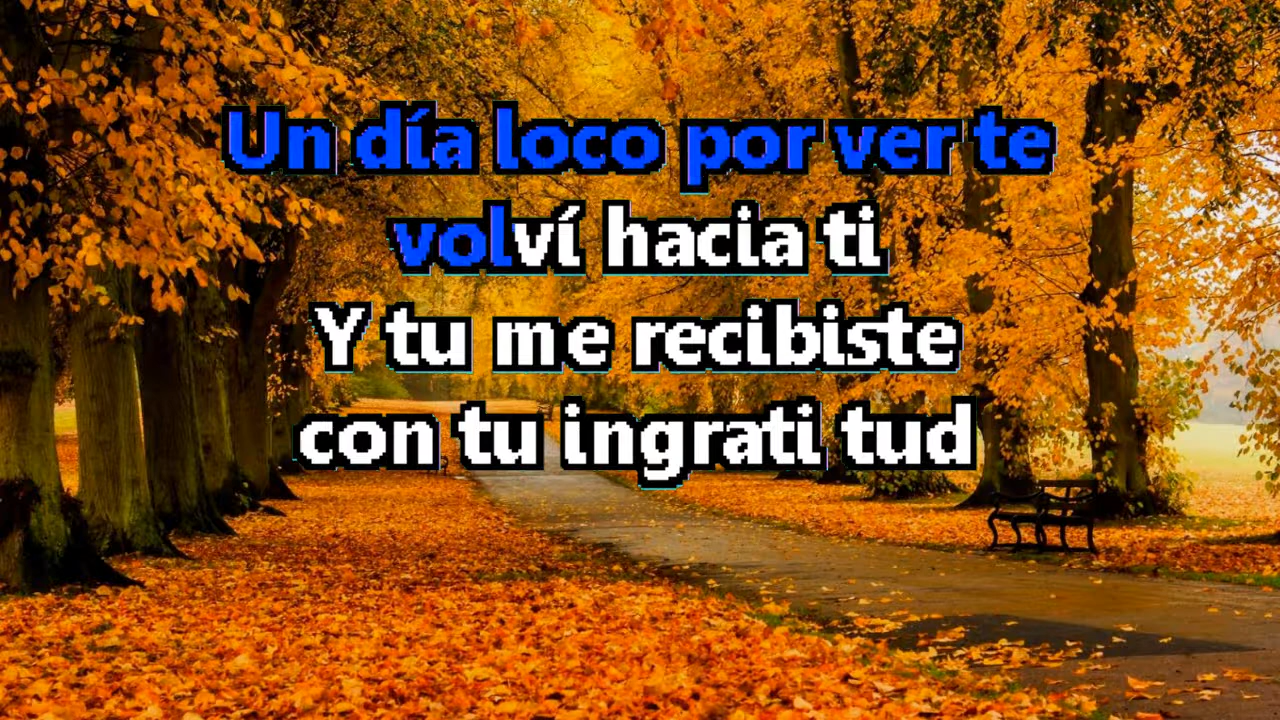 Un día loco por ver te
volví hacia ti
Y tu me recibiste
con tu ingrati tud